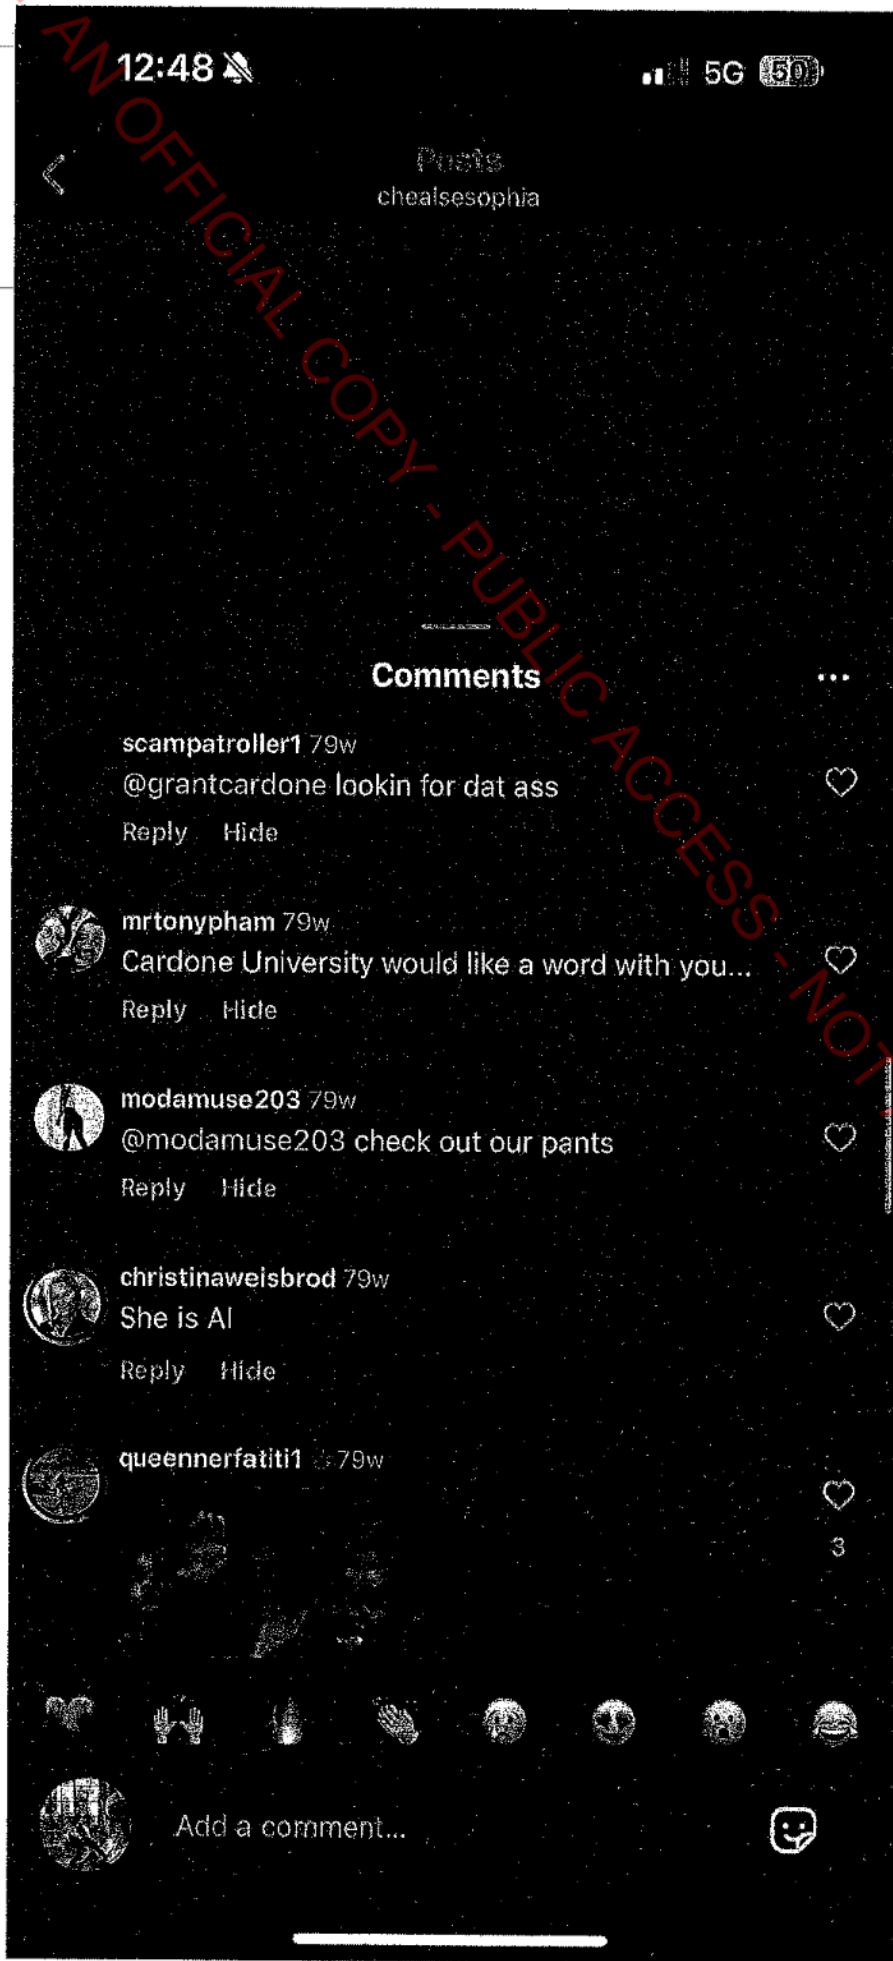 12:48
5G 50
Posts
chealsesophia
Comments
scampatroller1 79w
@grantcardone lookin for dat ass
Reply Hide
mrtonypham 79w
Cardone University would like a word with you...
Reply Hide
modamuse203 79w
@modamuse203 check out our pants
Reply Hide
christinaweisbrod 79w
She is AI
Reply Hide
queennerfatiti1 79w
3
Add a comment...
AN OFFICIAL COPY - PUBLIC ACCESS - NOT